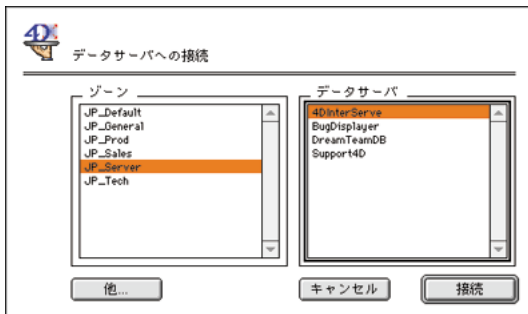 4D
データサーバへの接続
ゾーン
JP_Default
JP_General
JP_Prod
JP_Sales
JP_Server
JP_Tech
データサーバ
4DInterServe
BugDisplayer
DreamTeamDB
Support4D
他...
キャンセル
接続